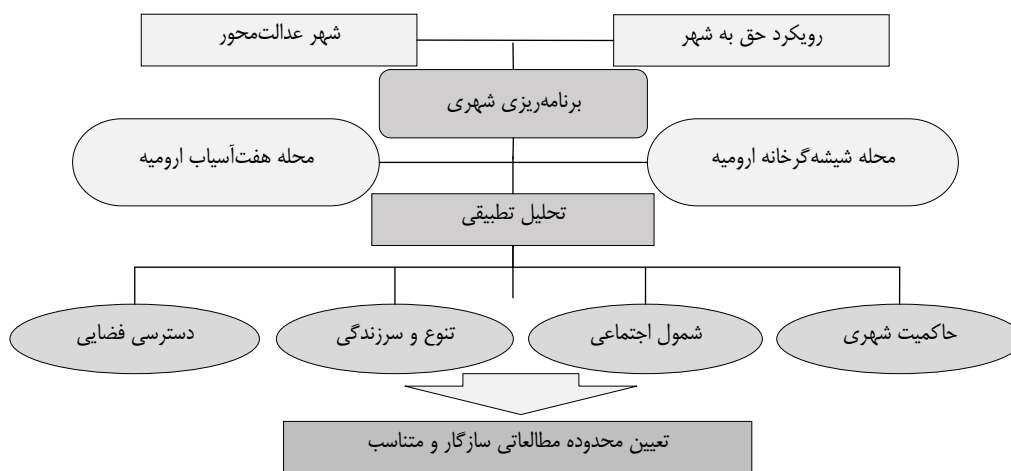 رویکرد حق به شهر
شهر عدالت‌محور
برنامه‌ریزی شهری
محله شیشه‌گرخانه ارومیه
محله هفت‌آسیاب ارومیه
تحلیل تطبیقی
حاکمیت شهری
شمول اجتماعی
تنوع و سرزندگی
دسترسی فضایی
تعیین محدوده مطالعاتی سازگار و متناسب